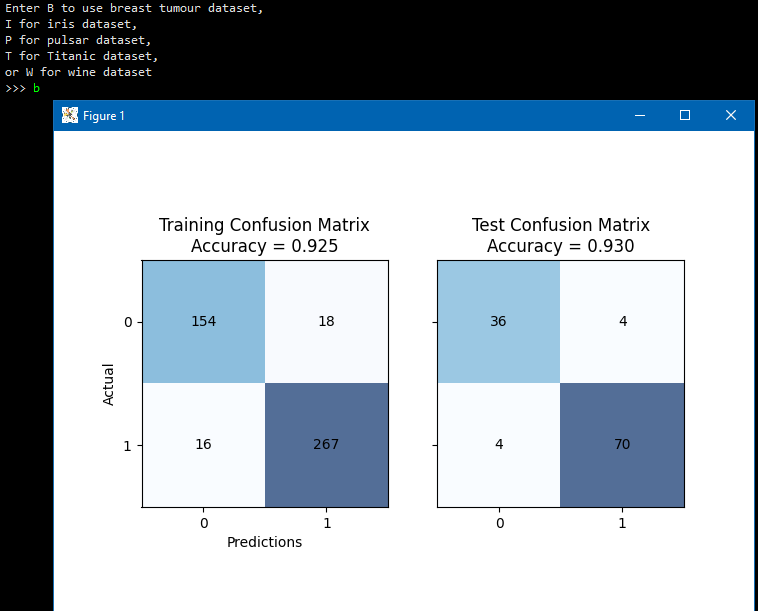 Enter B to use breast tumour dataset,
I for iris dataset,
P for pulsar dataset,
T for Titanic dataset,
or W for wine dataset
>>> b
Figure 1
Training Confusion Matrix
Accuracy = 0.925
0
154
18
Actual
1
16
267
0
1
Predictions
Test Confusion Matrix
Accuracy = 0.930
36
4
4
70
0
1